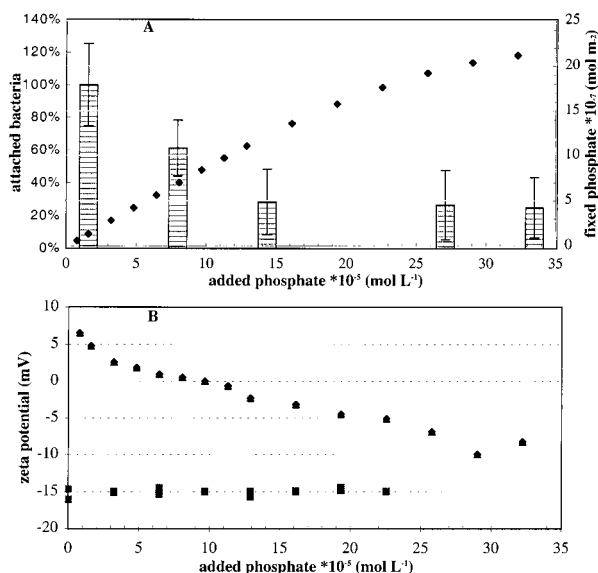 A
140%
120%
100%
80%
60%
40%
20%
0%
attached bacteria
25
20
15
10
5
0
fixed phosphate *10-7 (mol m-2)
0 5 10 15 20 25 30 35
added phosphate *10-5 (mol L-1)
B
10
5
0
-5
-10
-15
-20
zeta potential (mV)
0 5 10 15 20 25 30 35
added phosphate *10-5 (mol L-1)